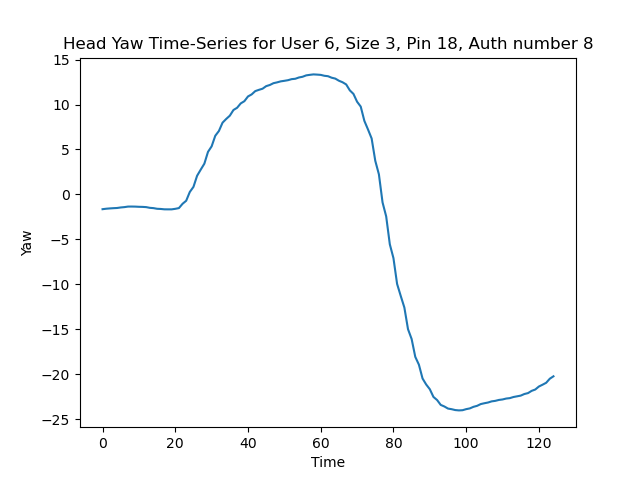 Head Yaw Time-Series for User 6, Size 3, Pin 18, Auth number 8
15
10
5
0
−5
−10
−15
−20
−25
Yaw
0 20 40 60 80 100 120
Time